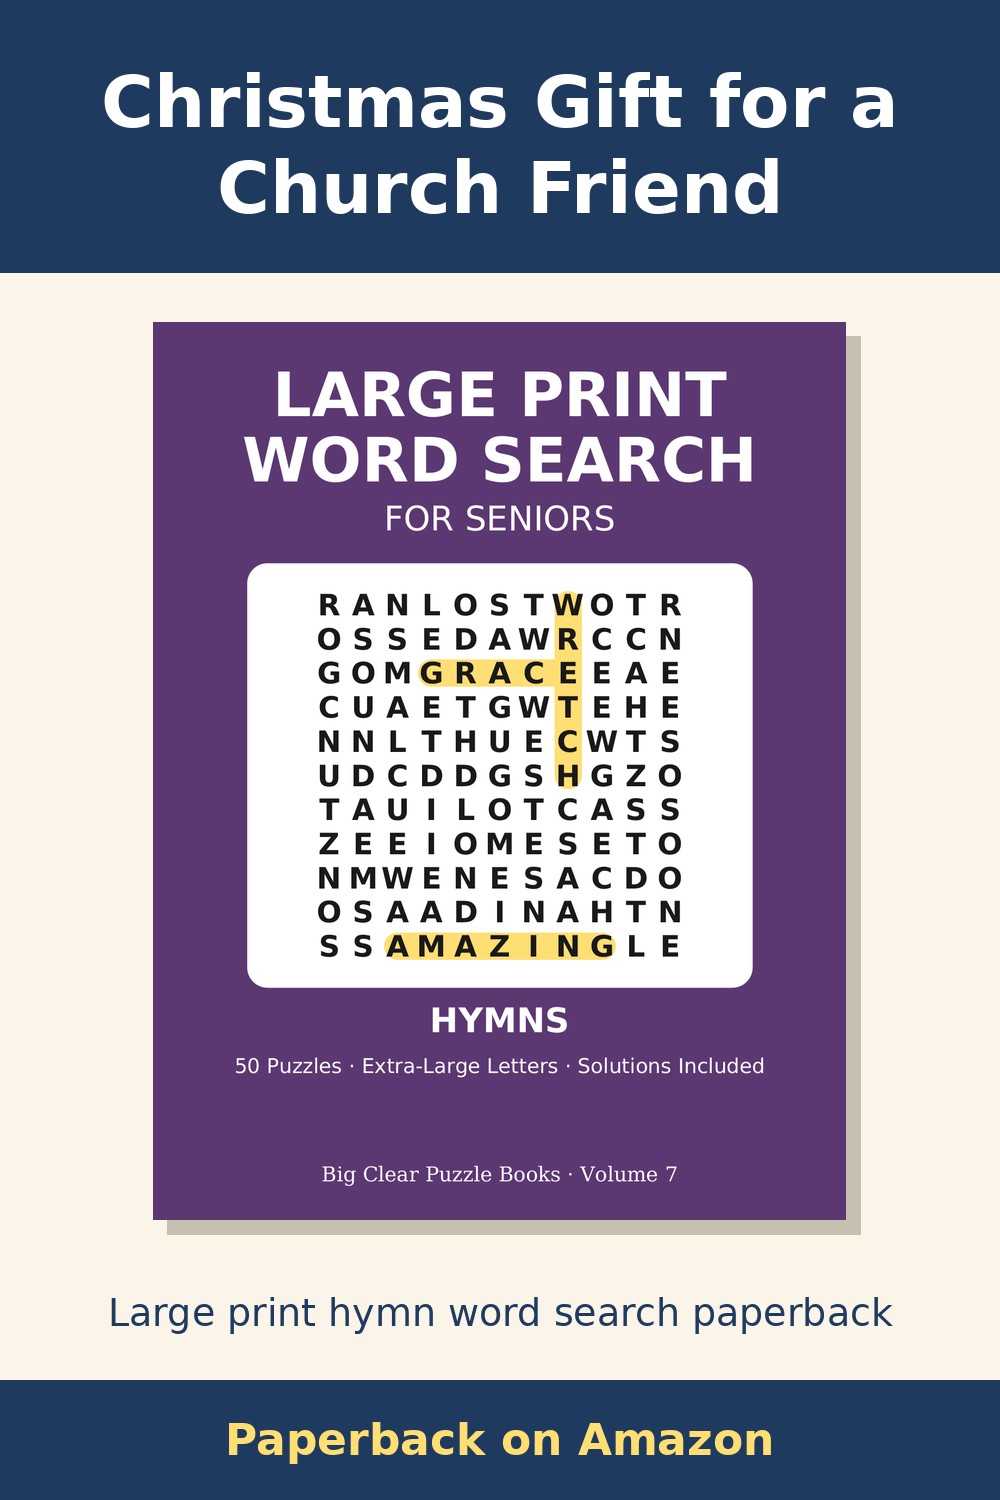 Christmas Gift for a
Church Friend
LARGE PRINT
WORD SEARCH
FOR SENIORS
R A N L O S T W O T R
O S S E D A W R C C N
G O M G R A C E E A E
C U A E T G W T E H E
N N L T H U E C W T S
U D C D D G S H G Z O
T A U I L O T C A S S
Z E E I O M E S E T O
N M W E N E S A C D O
O S A A D I N A H T N
S S A M A Z I N G L E
HYMNS
50 Puzzles · Extra-Large Letters · Solutions Included
Big Clear Puzzle Books · Volume 7
Large print hymn word search paperback
Paperback on Amazon